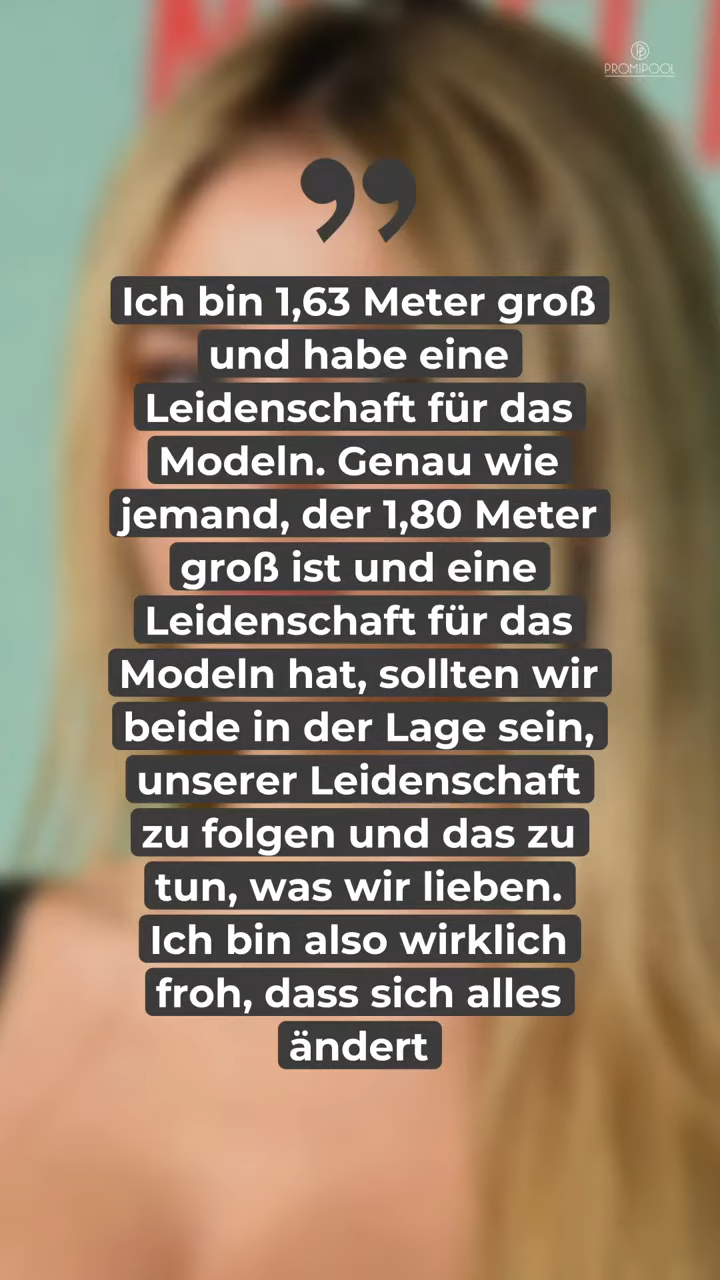 PROMIPOOL
”
Ich bin 1,63 Meter groß
und habe eine
Leidenschaft für das
Modeln. Genau wie
jemand, der 1,80 Meter
groß ist und eine
Leidenschaft für das
Modeln hat, sollten wir
beide in der Lage sein,
unserer Leidenschaft
zu folgen und das zu
tun, was wir lieben.
Ich bin also wirklich
froh, dass sich alles
ändert